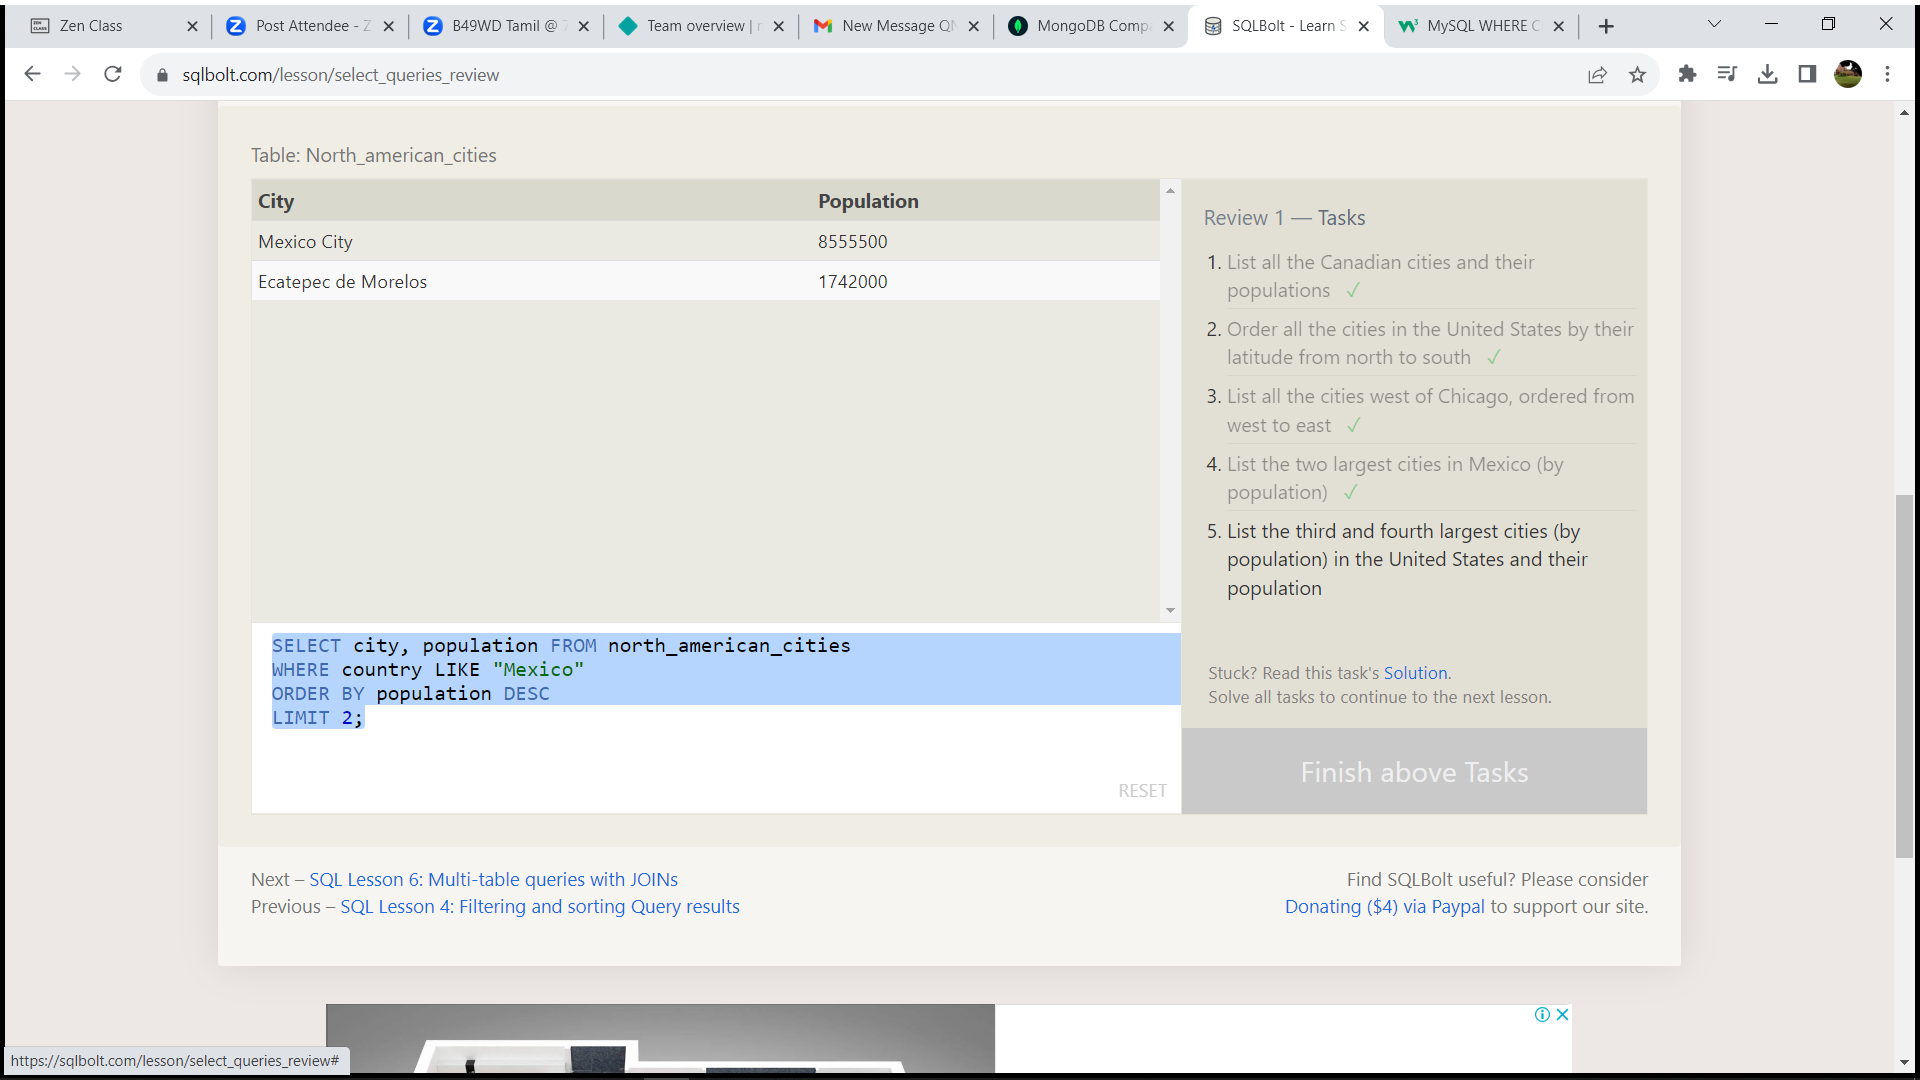 Zen Class
Post Attendee - Z
B49WD Tamil @ 7
Team overview | r
New Message QN
MongoDB Compa
SQLBolt - Learn S
MySQL WHERE C
sqlbolt.com/lesson/select_queries_review
Table: North_american_cities
City Population
Mexico City 8555500
Ecatepec de Morelos 1742000
Review 1 — Tasks
1. List all the Canadian cities and their
populations ✓
2. Order all the cities in the United States by their
latitude from north to south ✓
3. List all the cities west of Chicago, ordered from
west to east ✓
4. List the two largest cities in Mexico (by
population) ✓
5. List the third and fourth largest cities (by
population) in the United States and their
population
SELECT city, population FROM north_american_cities
WHERE country LIKE "Mexico"
ORDER BY population DESC
LIMIT 2;
RESET
Stuck? Read this task's Solution.
Solve all tasks to continue to the next lesson.
Finish above Tasks
Next – SQL Lesson 6: Multi-table queries with JOINs
Previous – SQL Lesson 4: Filtering and sorting Query results
Find SQLBolt useful? Please consider
Donating ($4) via Paypal to support our site.
https://sqlbolt.com/lesson/select_queries_review#